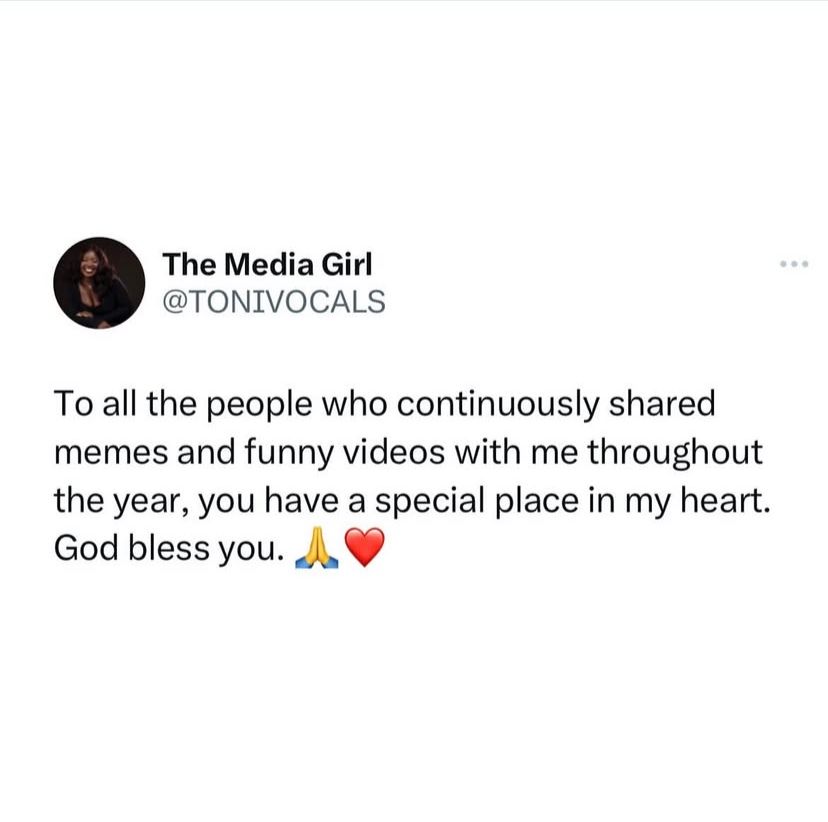 The Media Girl
@TONIVOCALS
To all the people who continuously shared
memes and funny videos with me throughout
the year, you have a special place in my heart.
God bless you. 🙏❤️